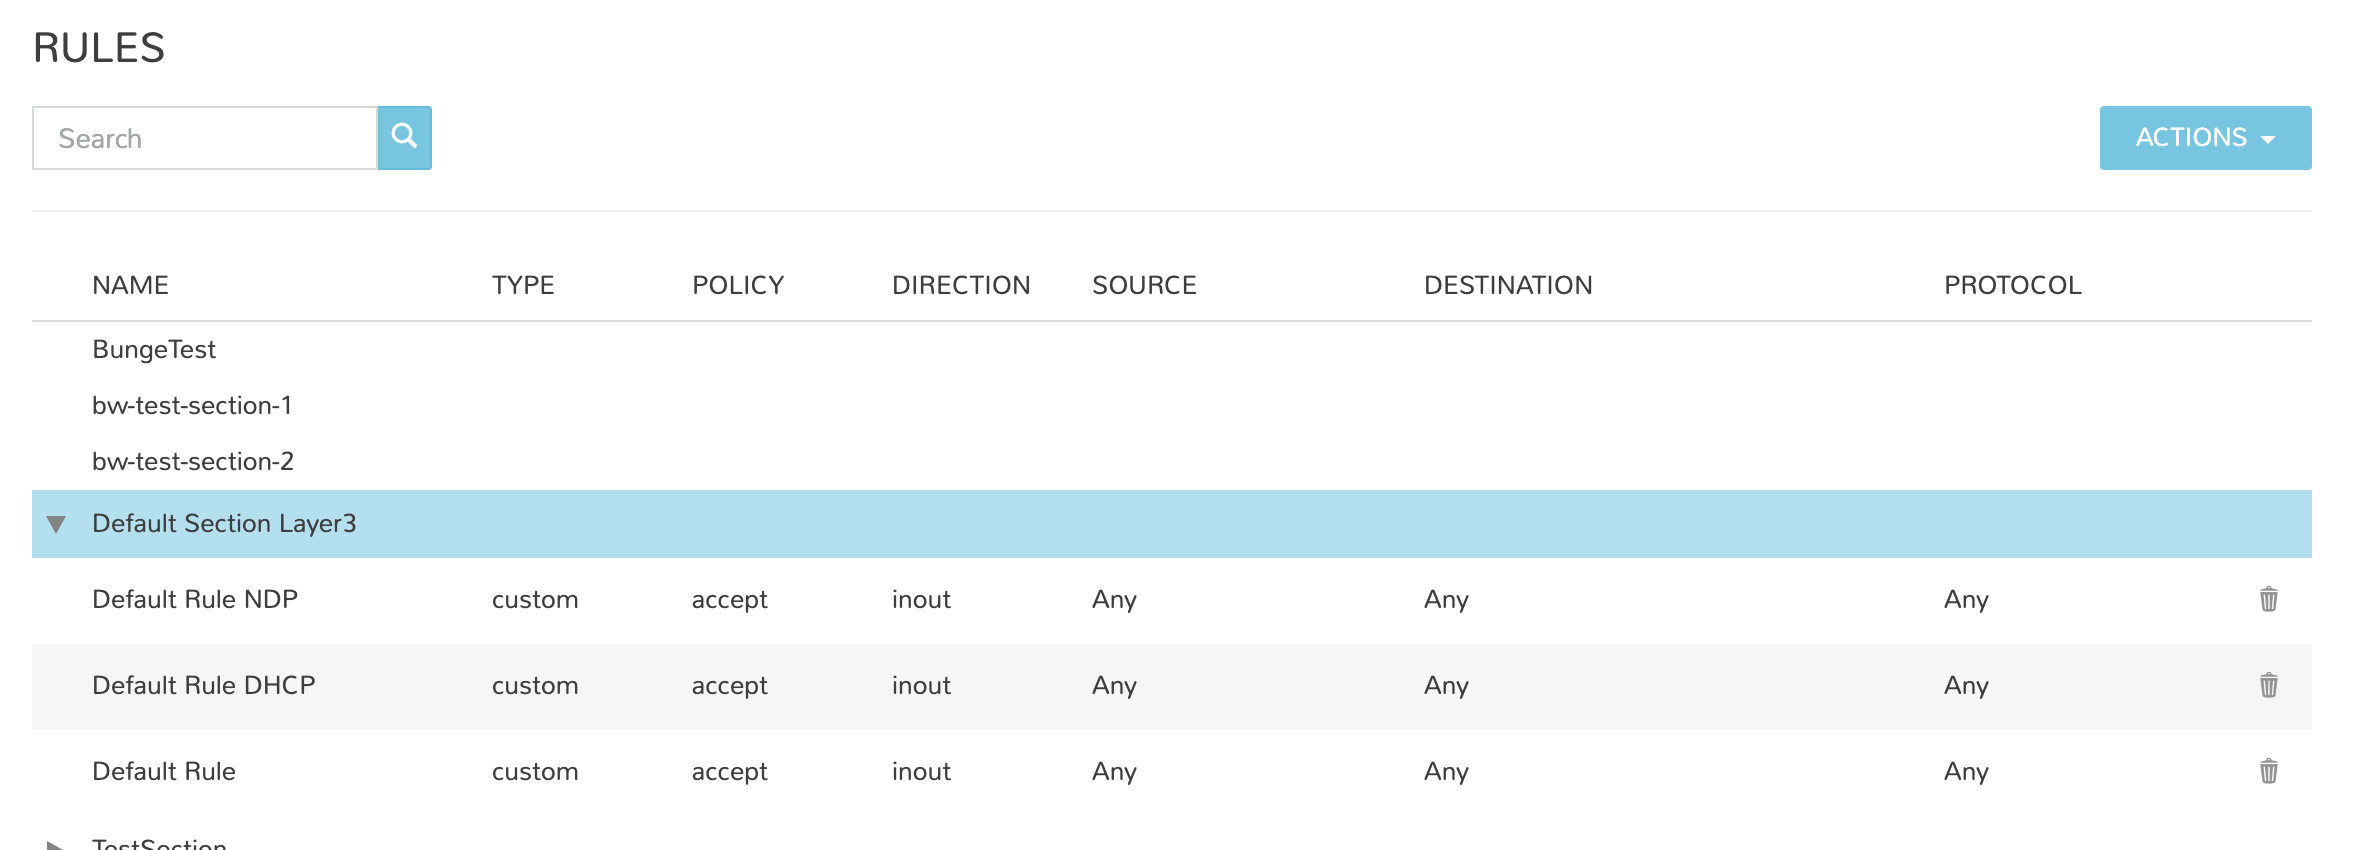 RULES
Search
ACTIONS
NAME TYPE POLICY DIRECTION SOURCE DESTINATION PROTOCOL
BungeTest
bw-test-section-1
bw-test-section-2
Default Section Layer3
Default Rule NDP custom accept inout Any Any Any
Default Rule DHCP custom accept inout Any Any Any
Default Rule custom accept inout Any Any Any
TestSection